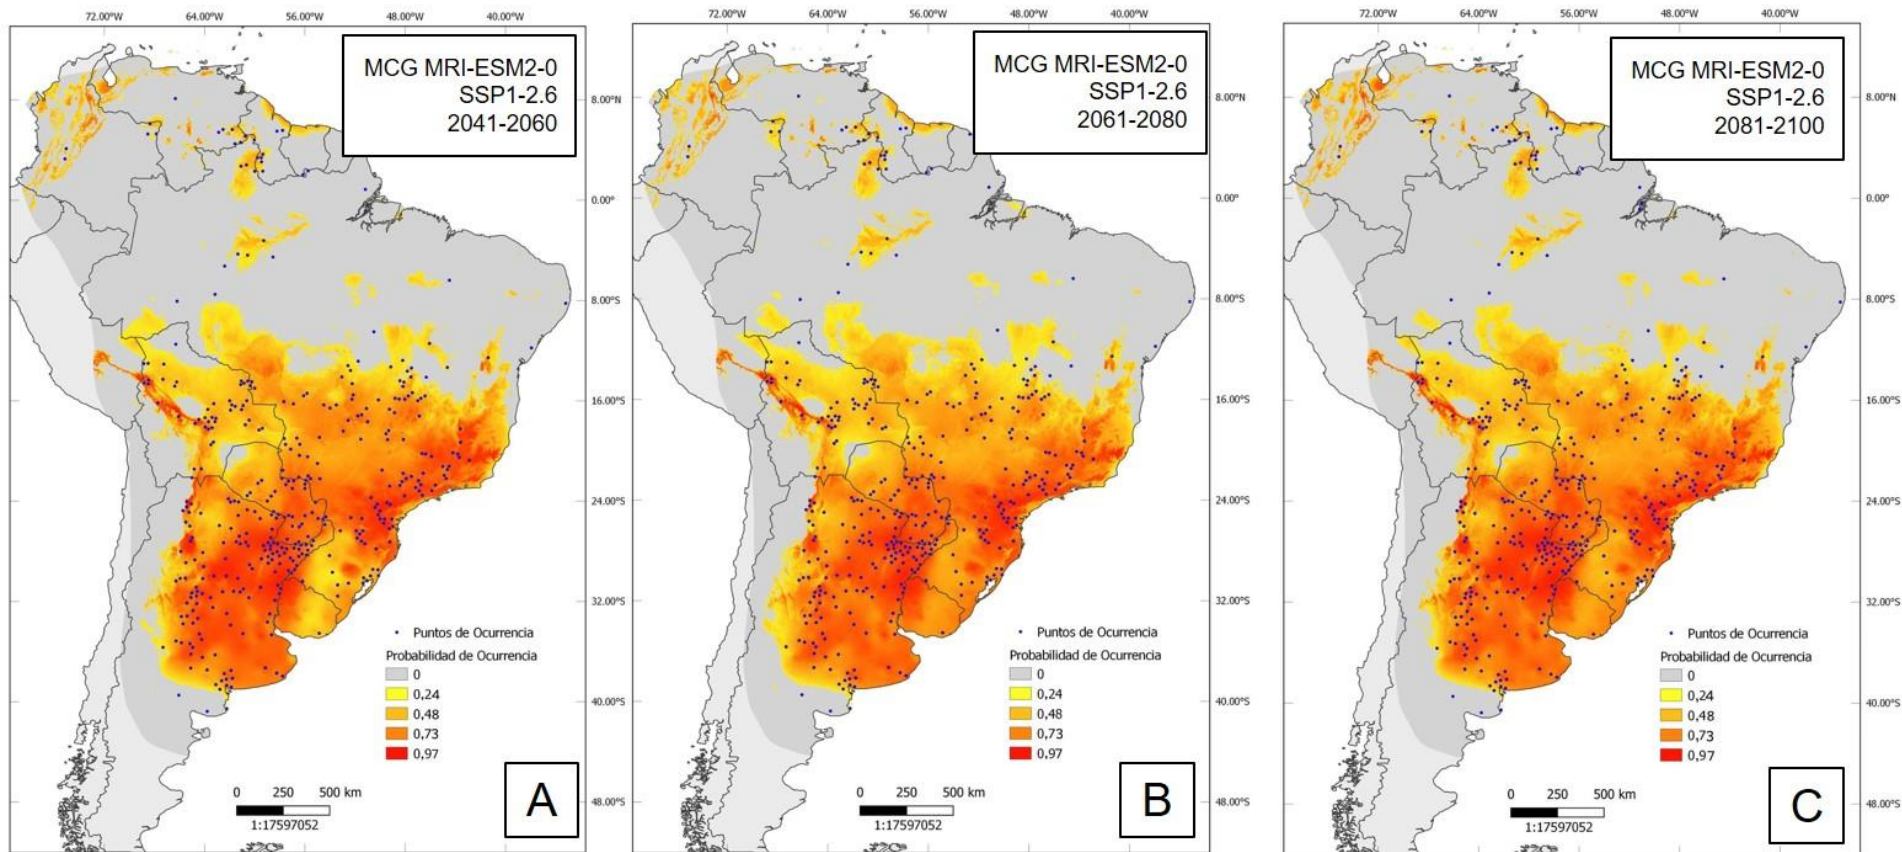 72.00°W 64.00°W 56.00°W 48.00°W 40.00°W
MCG MRI-ESM2-0
SSP1-2.6
2041-2060
8.00°N
0.00°
8.00°S
16.00°S
24.00°S
32.00°S
40.00°S
48.00°S
Puntos de Ocurrencia
Probabilidad de Ocurrencia
0
0,24
0,48
0,73
0,97
0 250 500 km
1:17597052
A
72.00°W 64.00°W 56.00°W 48.00°W 40.00°W
MCG MRI-ESM2-0
SSP1-2.6
2061-2080
8.00°N
0.00°
8.00°S
16.00°S
24.00°S
32.00°S
40.00°S
48.00°S
Puntos de Ocurrencia
Probabilidad de Ocurrencia
0
0,24
0,48
0,73
0,97
0 250 500 km
1:17597052
B
72.00°W 64.00°W 56.00°W 48.00°W 40.00°W
MCG MRI-ESM2-0
SSP1-2.6
2081-2100
8.00°N
0.00°
8.00°S
16.00°S
24.00°S
32.00°S
40.00°S
48.00°S
Puntos de Ocurrencia
Probabilidad de Ocurrencia
0
0,24
0,48
0,73
0,97
0 250 500 km
1:17597052
C